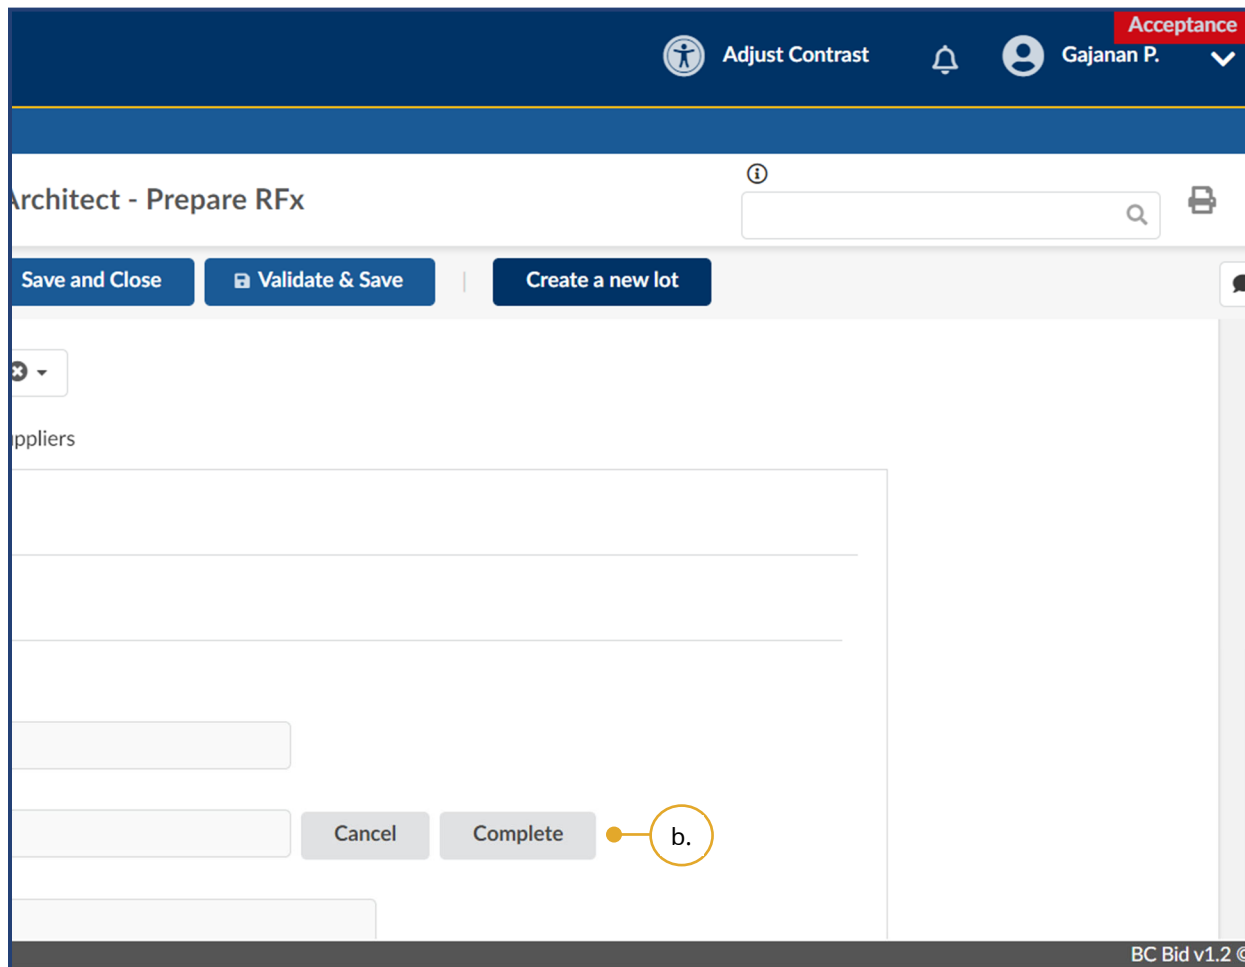 Acceptance
Adjust Contrast
Gajanan P.
Architect - Prepare RFx
Save and Close
Validate & Save
Create a new lot
ppliers
Cancel
Complete
b.
BC Bid v1.2 ©